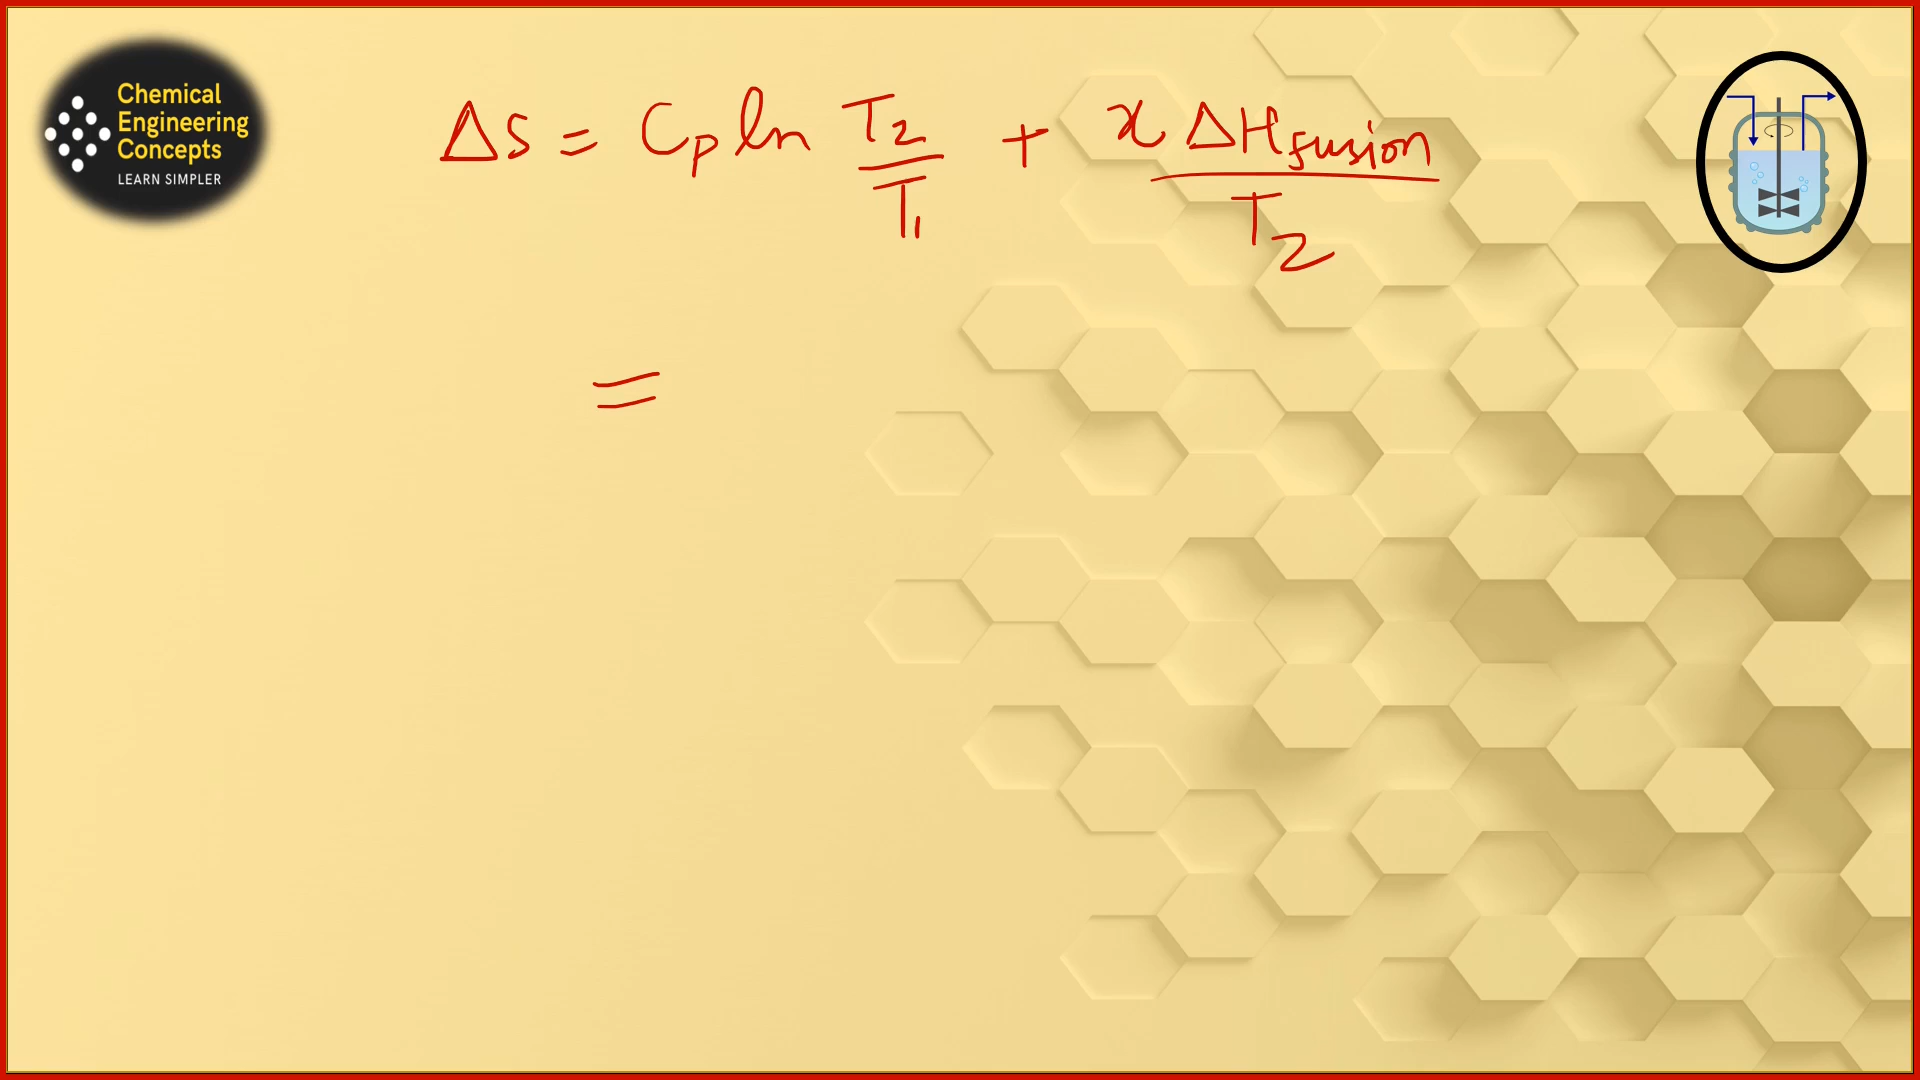 Chemical
Engineering
Concepts
LEARN SIMPLER
ΔS = Cp ln T2/T1 + x ΔHfusion/T2
=